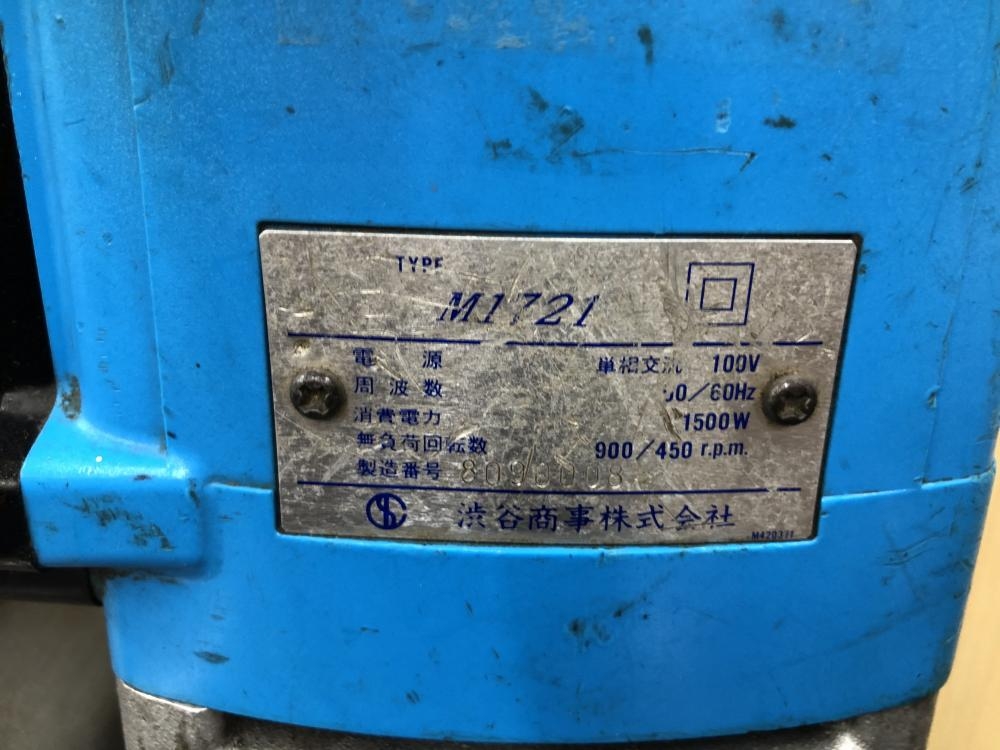 TYPE
M1721
電源 単相交流 100V
周波数 50/60Hz
消費電力 1500W
無負荷回転数 900/450 r.p.m.
製造番号
渋谷商事株式会社